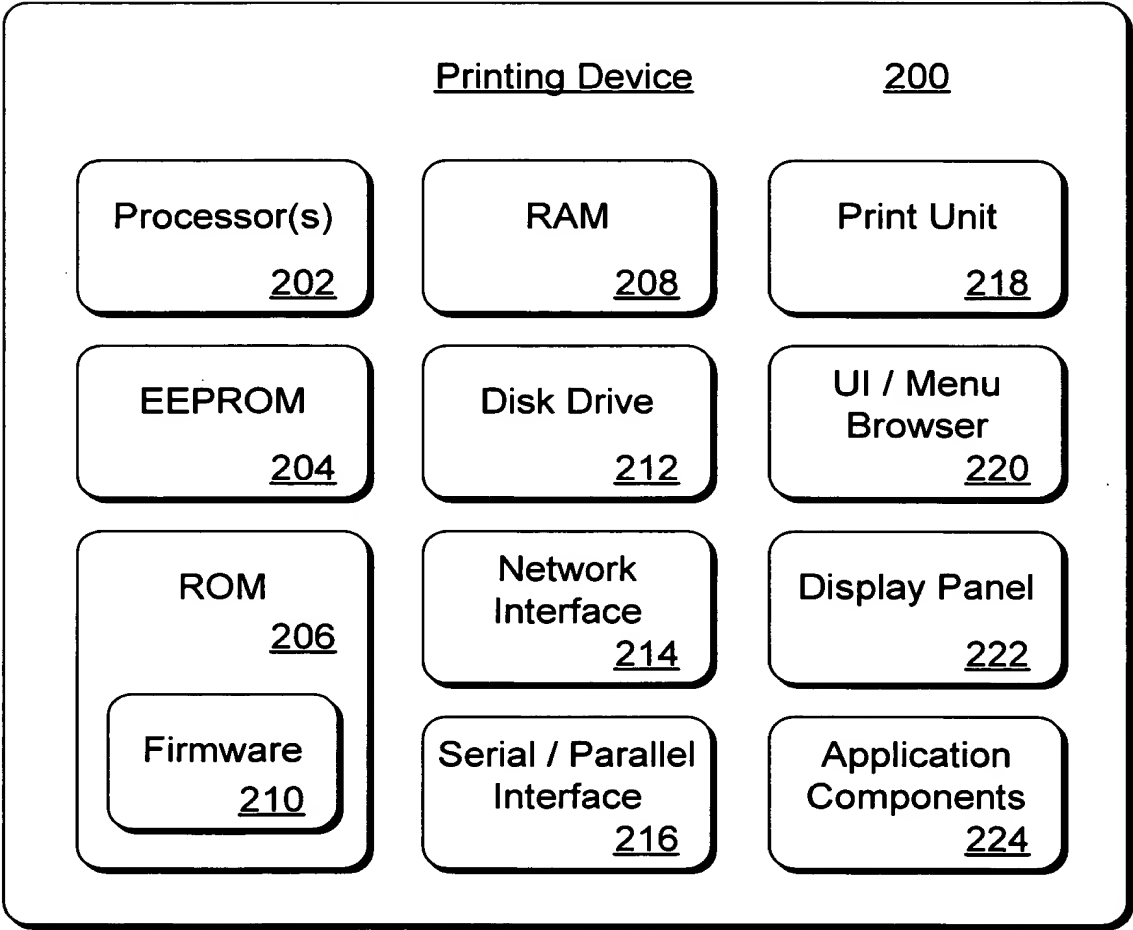 Printing Device 200
Processor(s)
202
RAM
208
Print Unit
218
EEPROM
204
Disk Drive
212
UI / Menu
Browser
220
ROM
206
Firmware
210
Network
Interface
214
Display Panel
222
Serial / Parallel
Interface
216
Application
Components
224